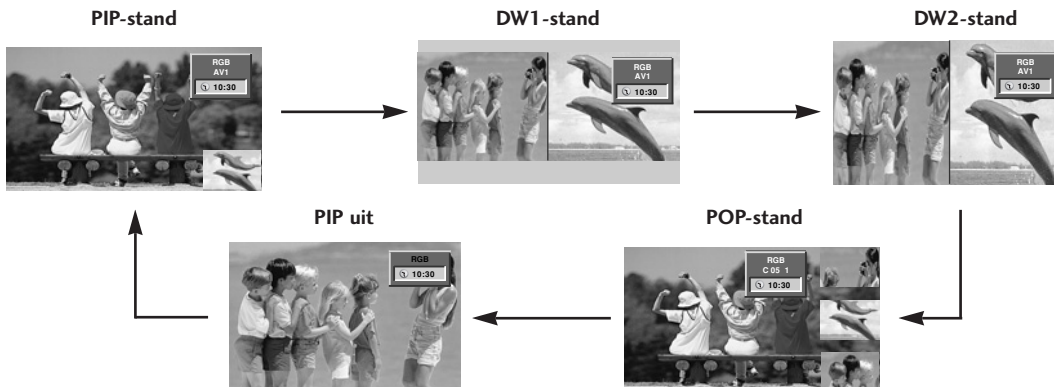 PIP-stand
RGB
AV1
10:30
DW1-stand
RGB
AV1
10:30
DW2-stand
RGB
AV1
10:30
PIP uit
RGB
10:30
POP-stand
RGB
C 05 1
10:30